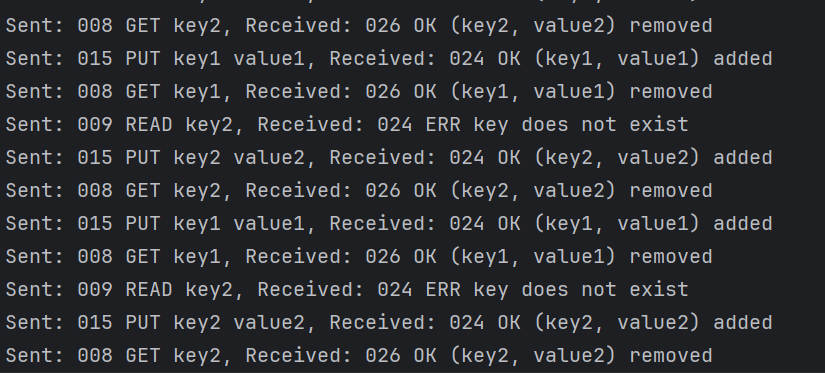 Sent: 008 GET key2, Received: 026 OK (key2, value2) removed
Sent: 015 PUT key1 value1, Received: 024 OK (key1, value1) added
Sent: 008 GET key1, Received: 026 OK (key1, value1) removed
Sent: 009 READ key2, Received: 024 ERR key does not exist
Sent: 015 PUT key2 value2, Received: 024 OK (key2, value2) added
Sent: 008 GET key2, Received: 026 OK (key2, value2) removed
Sent: 015 PUT key1 value1, Received: 024 OK (key1, value1) added
Sent: 008 GET key1, Received: 026 OK (key1, value1) removed
Sent: 009 READ key2, Received: 024 ERR key does not exist
Sent: 015 PUT key2 value2, Received: 024 OK (key2, value2) added
Sent: 008 GET key2, Received: 026 OK (key2, value2) removed